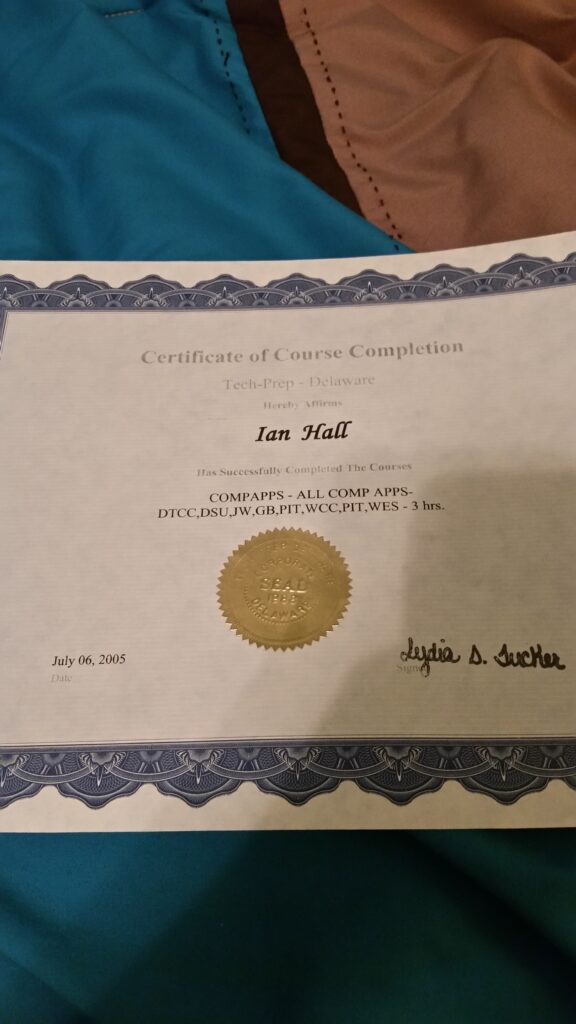 Certificate of Course Completion
Tech-Prep - Delaware
Hereby Affirms
Ian Hall
Has Successfully Completed The Courses
COMPAPPS - ALL COMP APPS-
DTCC,DSU,JW,GB,PIT,WCC,PIT,WES - 3 hrs.
CORPORATE
SEAL
DELAWARE
July 06, 2005
Lydia D. Tucker
Date